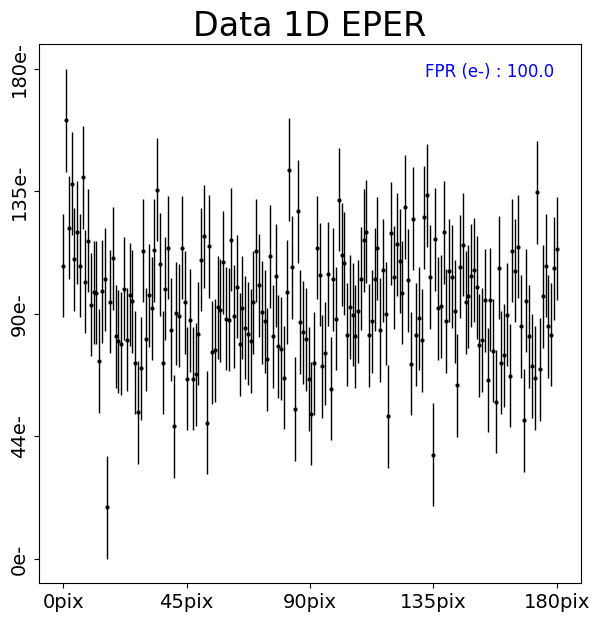 Data 1D EPER
FPR (e-) : 100.0
180e-
135e-
90e-
44e-
0e-
0pix 45pix 90pix 135pix 180pix